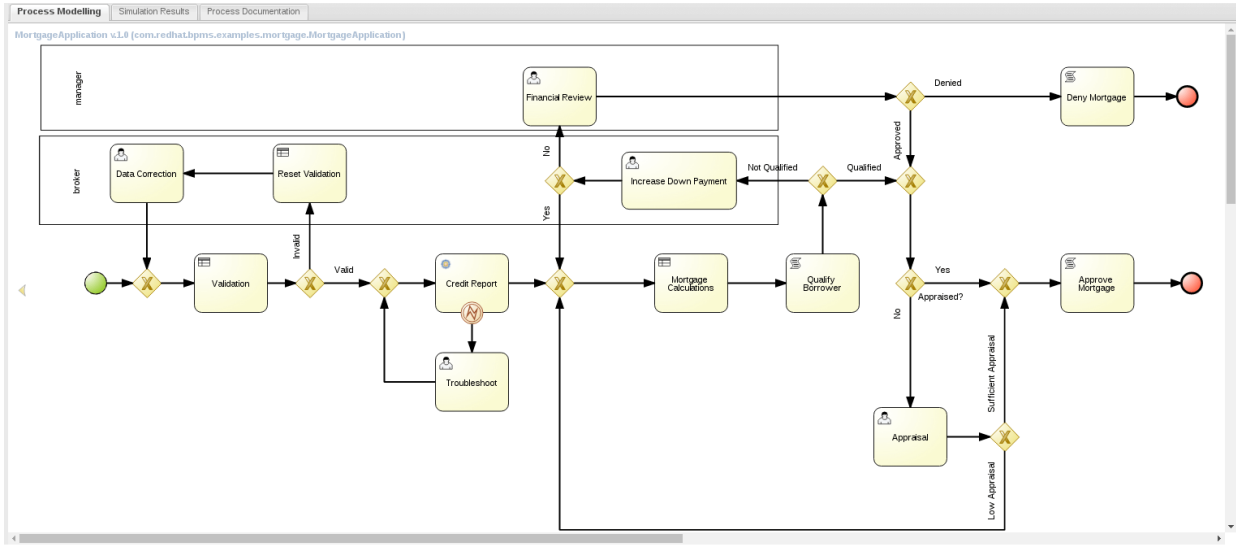 Process Modelling
Simulation Results
Process Documentation
MortgageApplication v.1.0 (com.redhat.bpms.examples.mortgage.MortgageApplication)
manager
Financial Review
Denied
Deny Mortgage
Approved
broker
Data Correction
Reset Validation
No
Increase Down Payment
Not Qualified
Qualified
Yes
Invalid
Validation
Valid
Credit Report
Mortgage
Calculations
Qualify
Borrower
Yes
Appraised?
Approve
Mortgage
No
Troubleshoot
Sufficient Appraisal
Appraisal
Low Appraisal